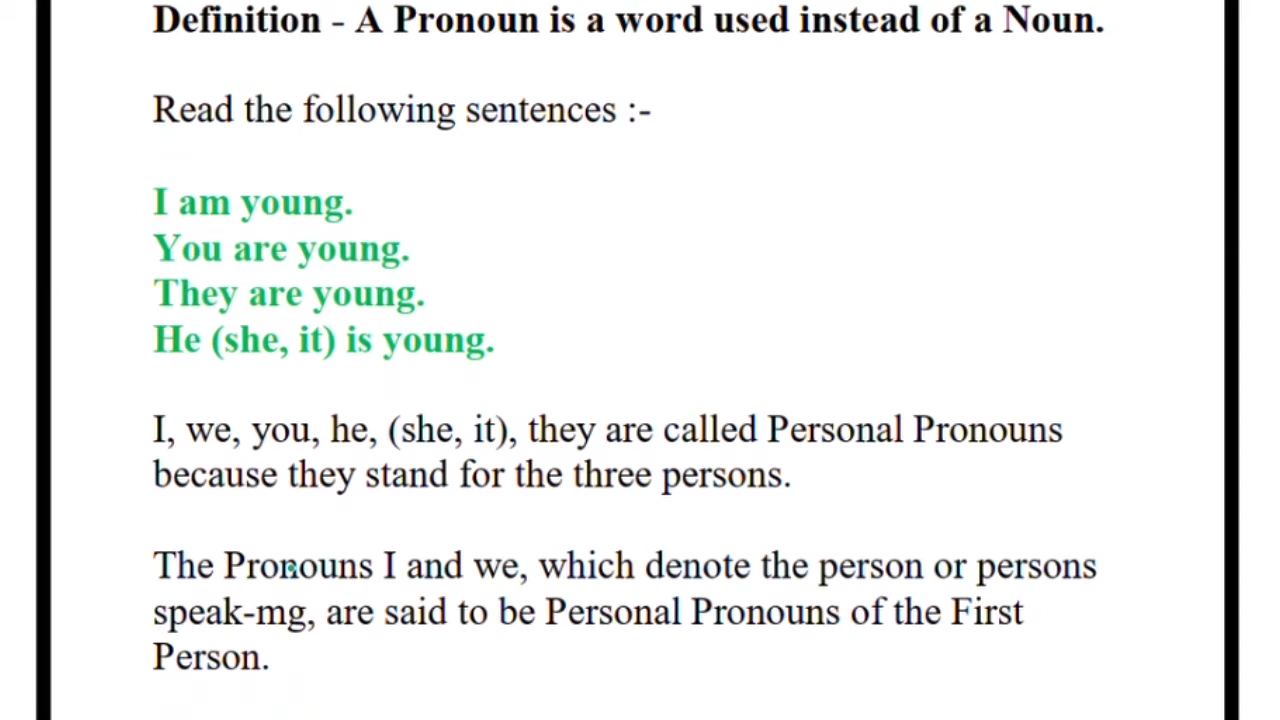 Definition - A Pronoun is a word used instead of a Noun.
Read the following sentences :-
I am young.
You are young.
They are young.
He (she, it) is young.
I, we, you, he, (she, it), they are called Personal Pronouns
because they stand for the three persons.
The Pronouns I and we, which denote the person or persons
speak-mg, are said to be Personal Pronouns of the First
Person.